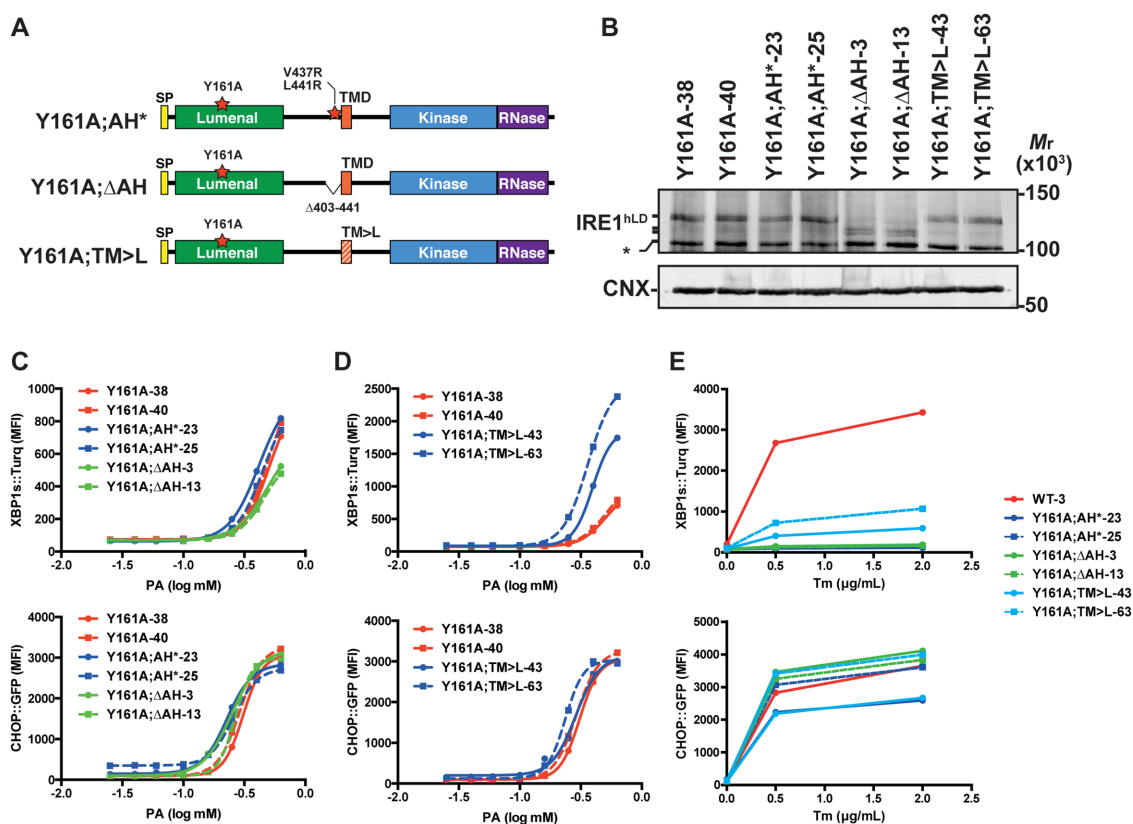 A
V437R
L441R
Y161A
SP
TMD
Y161A;AH*
Lumenal
Kinase
RNase
Y161A
SP
TMD
Y161A;ΔAH
Lumenal
Kinase
RNase
Δ403-441
Y161A
SP
TM>L
Y161A;TM>L
Lumenal
Kinase
RNase
B
Y161A-38
Y161A-40
Y161A;AH*-23
Y161A;AH*-25
Y161A;ΔAH-3
Y161A;ΔAH-13
Y161A;TM>L-43
Y161A;TM>L-63
Mr
(x10³)
-150
IRE1hLD
*
-100
CNX-
-50
C
1000
800
600
400
200
0
XBP1s::Turq (MFI)
Y161A-38
Y161A-40
Y161A;AH*-23
Y161A;AH*-25
Y161A;ΔAH-3
Y161A;ΔAH-13
-2.0 -1.5 -1.0 -0.5 0.0
PA (log mM)
4000
3000
2000
1000
0
CHOP::GFP (MFI)
Y161A-38
Y161A-40
Y161A;AH*-23
Y161A;AH*-25
Y161A;ΔAH-3
Y161A;ΔAH-13
-2.0 -1.5 -1.0 -0.5 0.0
PA (log mM)
D
2500
2000
1500
1000
500
0
Y161A-38
Y161A-40
Y161A;TM>L-43
Y161A;TM>L-63
-2.0 -1.5 -1.0 -0.5 0.0
PA (log mM)
4000
3000
2000
1000
0
Y161A-38
Y161A-40
Y161A;TM>L-43
Y161A;TM>L-63
-2.0 -1.5 -1.0 -0.5 0.0
PA (log mM)
E
4000
3000
2000
1000
0
XBP1s::Turq (MFI)
0.0 0.5 1.0 1.5 2.0 2.5
Tm (µg/mL)
5000
4000
3000
2000
1000
0
CHOP::GFP (MFI)
0.0 0.5 1.0 1.5 2.0 2.5
Tm (µg/mL)
WT-3
Y161A;AH*-23
Y161A;AH*-25
Y161A;ΔAH-3
Y161A;ΔAH-13
Y161A;TM>L-43
Y161A;TM>L-63